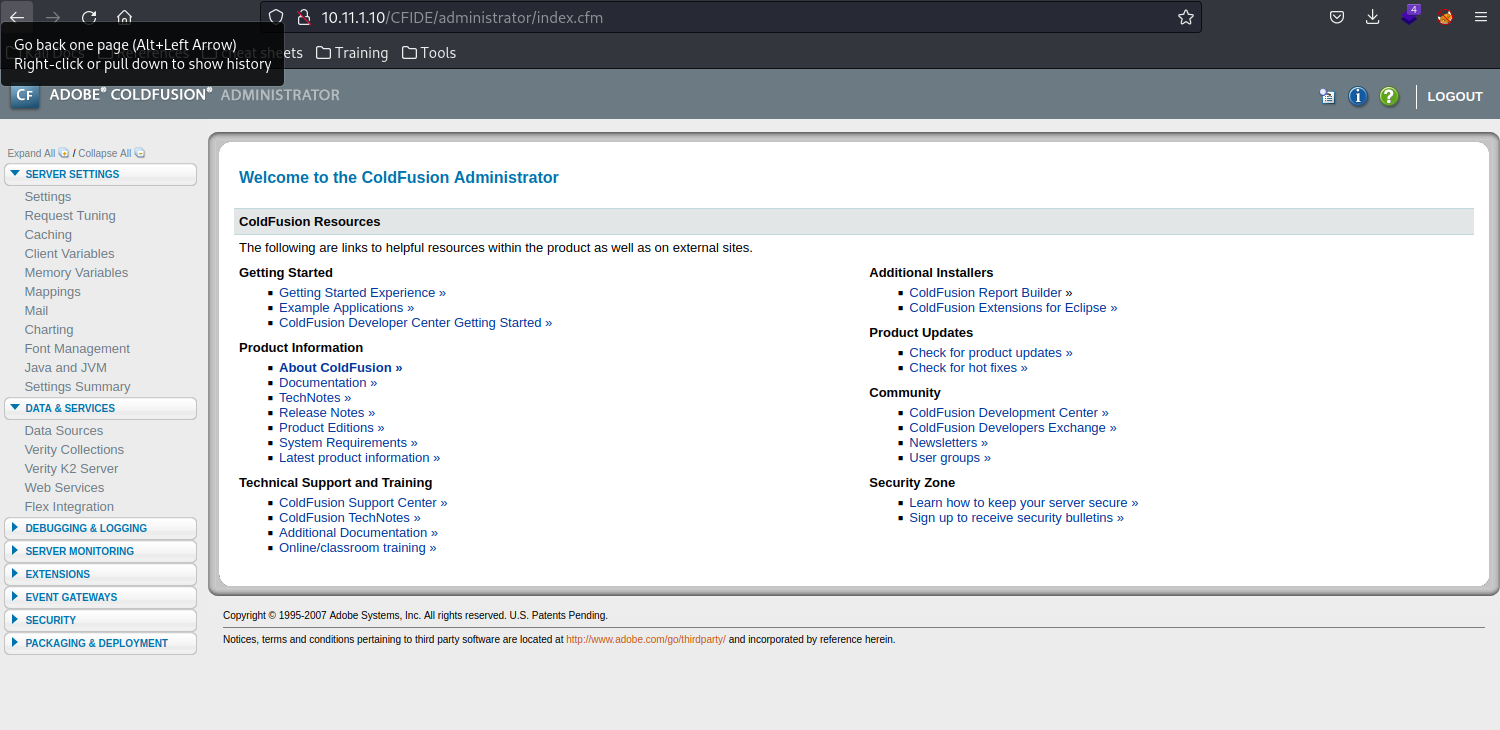 10.11.1.10/CFIDE/administrator/index.cfm
4
Go back one page (Alt+Left Arrow)
Right-click or pull down to show history
sheets
Training
Tools
CF ADOBE® COLDFUSION® ADMINISTRATOR
LOGOUT
Expand All / Collapse All
SERVER SETTINGS
Settings
Request Tuning
Caching
Client Variables
Memory Variables
Mappings
Mail
Charting
Font Management
Java and JVM
Settings Summary
DATA & SERVICES
Data Sources
Verity Collections
Verity K2 Server
Web Services
Flex Integration
DEBUGGING & LOGGING
SERVER MONITORING
EXTENSIONS
EVENT GATEWAYS
SECURITY
PACKAGING & DEPLOYMENT
Welcome to the ColdFusion Administrator
ColdFusion Resources
The following are links to helpful resources within the product as well as on external sites.
Getting Started
Getting Started Experience »
Example Applications »
ColdFusion Developer Center Getting Started »
Product Information
About ColdFusion »
Documentation »
TechNotes »
Release Notes »
Product Editions »
System Requirements »
Latest product information »
Technical Support and Training
ColdFusion Support Center »
ColdFusion TechNotes »
Additional Documentation »
Online/classroom training »
Additional Installers
ColdFusion Report Builder »
ColdFusion Extensions for Eclipse »
Product Updates
Check for product updates »
Check for hot fixes »
Community
ColdFusion Development Center »
ColdFusion Developers Exchange »
Newsletters »
User groups »
Security Zone
Learn how to keep your server secure »
Sign up to receive security bulletins »
Copyright © 1995-2007 Adobe Systems, Inc. All rights reserved. U.S. Patents Pending.
Notices, terms and conditions pertaining to third party software are located at http://www.adobe.com/go/thirdparty/ and incorporated by reference herein.